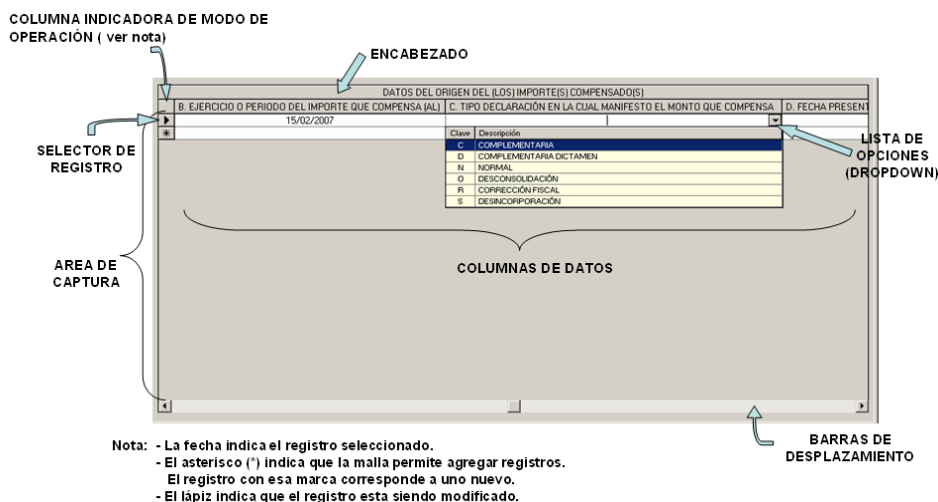 COLUMNA INDICADORA DE MODO DE
OPERACIÓN ( ver nota)
ENCABEZADO
DATOS DEL ORIGEN DEL (LOS) IMPORTE(S) COMPENSADO(S)
B. EJERCICIO O PERIODO DEL IMPORTE QUE COMPENSA (AL) C. TIPO DECLARACIÓN EN LA CUAL MANIFESTO EL MONTO QUE COMPENSA D. FECHA PRESENT
15/02/2007
SELECTOR DE
REGISTRO
Clave Descripción
C COMPLEMENTARIA
D COMPLEMENTARIA DICTAMEN
N NORMAL
O DESCONSOLIDACIÓN
R CORRECCIÓN FISCAL
S DESINCORPORACIÓN
LISTA DE
OPCIONES
(DROPDOWN)
AREA DE
CAPTURA
COLUMNAS DE DATOS
BARRAS DE
DESPLAZAMIENTO
Nota: - La fecha indica el registro seleccionado.
- El asterisco (*) indica que la malla permite agregar registros.
El registro con esa marca corresponde a uno nuevo.
- El lápiz indica que el registro esta siendo modificado.